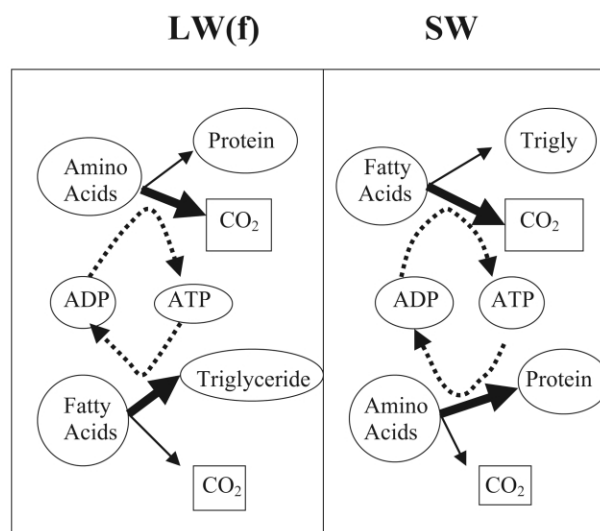 LW(f)
SW
Protein
Amino
Acids
CO₂
ADP
ATP
Triglyceride
Fatty
Acids
CO₂
Trigly
Fatty
Acids
CO₂
ADP
ATP
Protein
Amino
Acids
CO₂